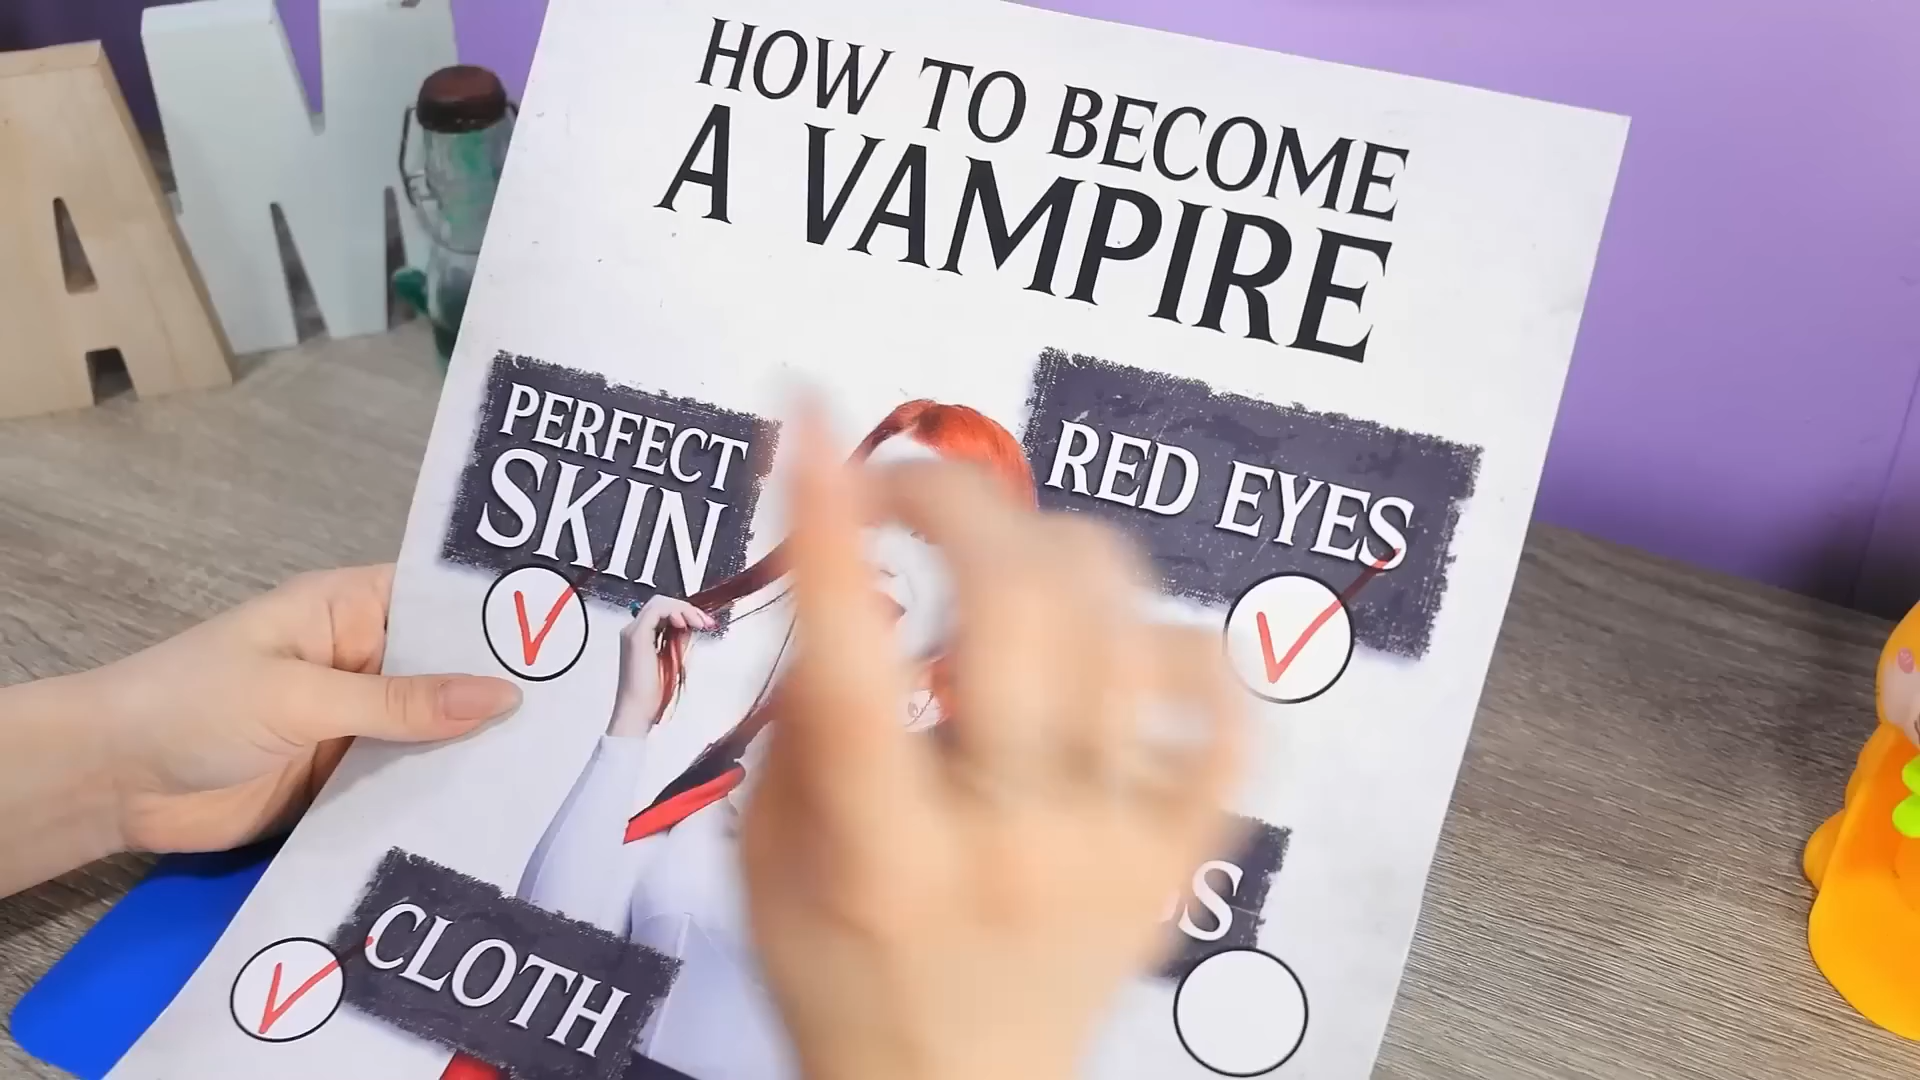 HOW TO BECOME
A VAMPIRE
PERFECT
SKIN
RED EYES
CLOTH